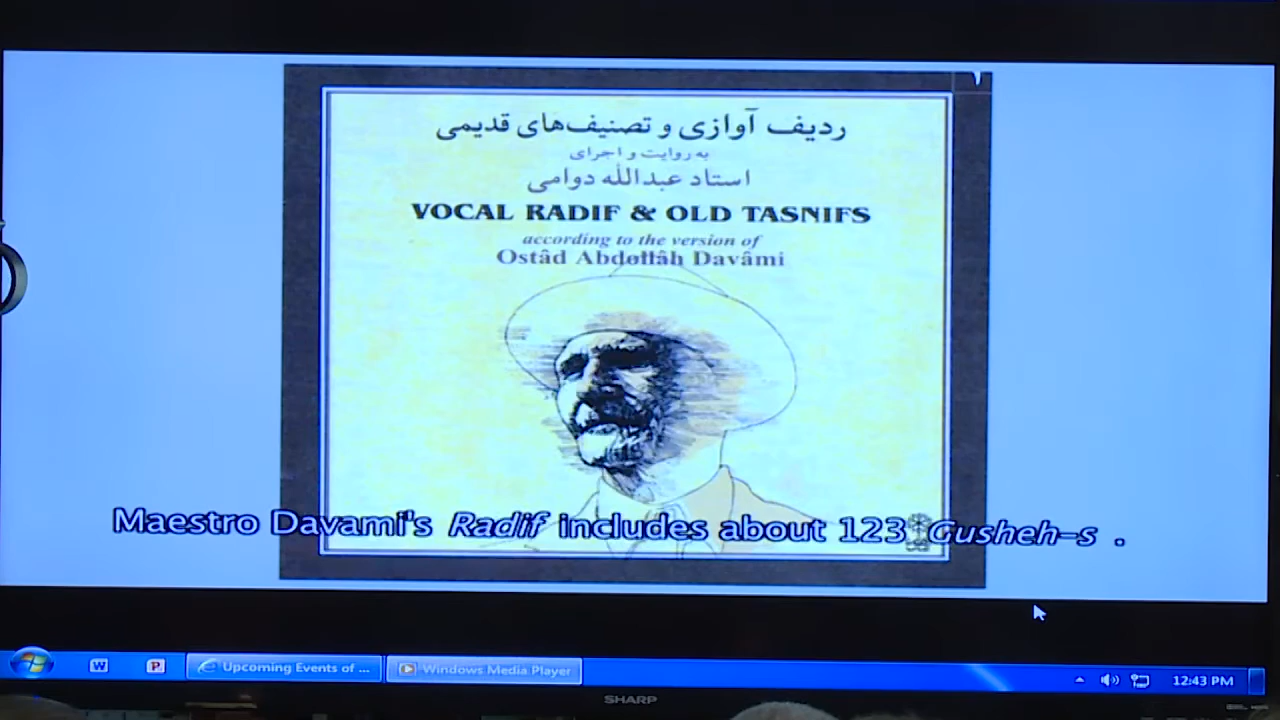 ردیف آوازی و تصنیف‌های قدیمی
به روایت و اجرای
استاد عبدالله دوامی
VOCAL RADIF & OLD TASNIFS
according to the version of
Ostâd Abdollâh Davâmi
Maestro Davami's Radif includes about 123 Gusheh-s .
Upcoming Events of ...
Windows Media Player
12:43 PM
SHARP